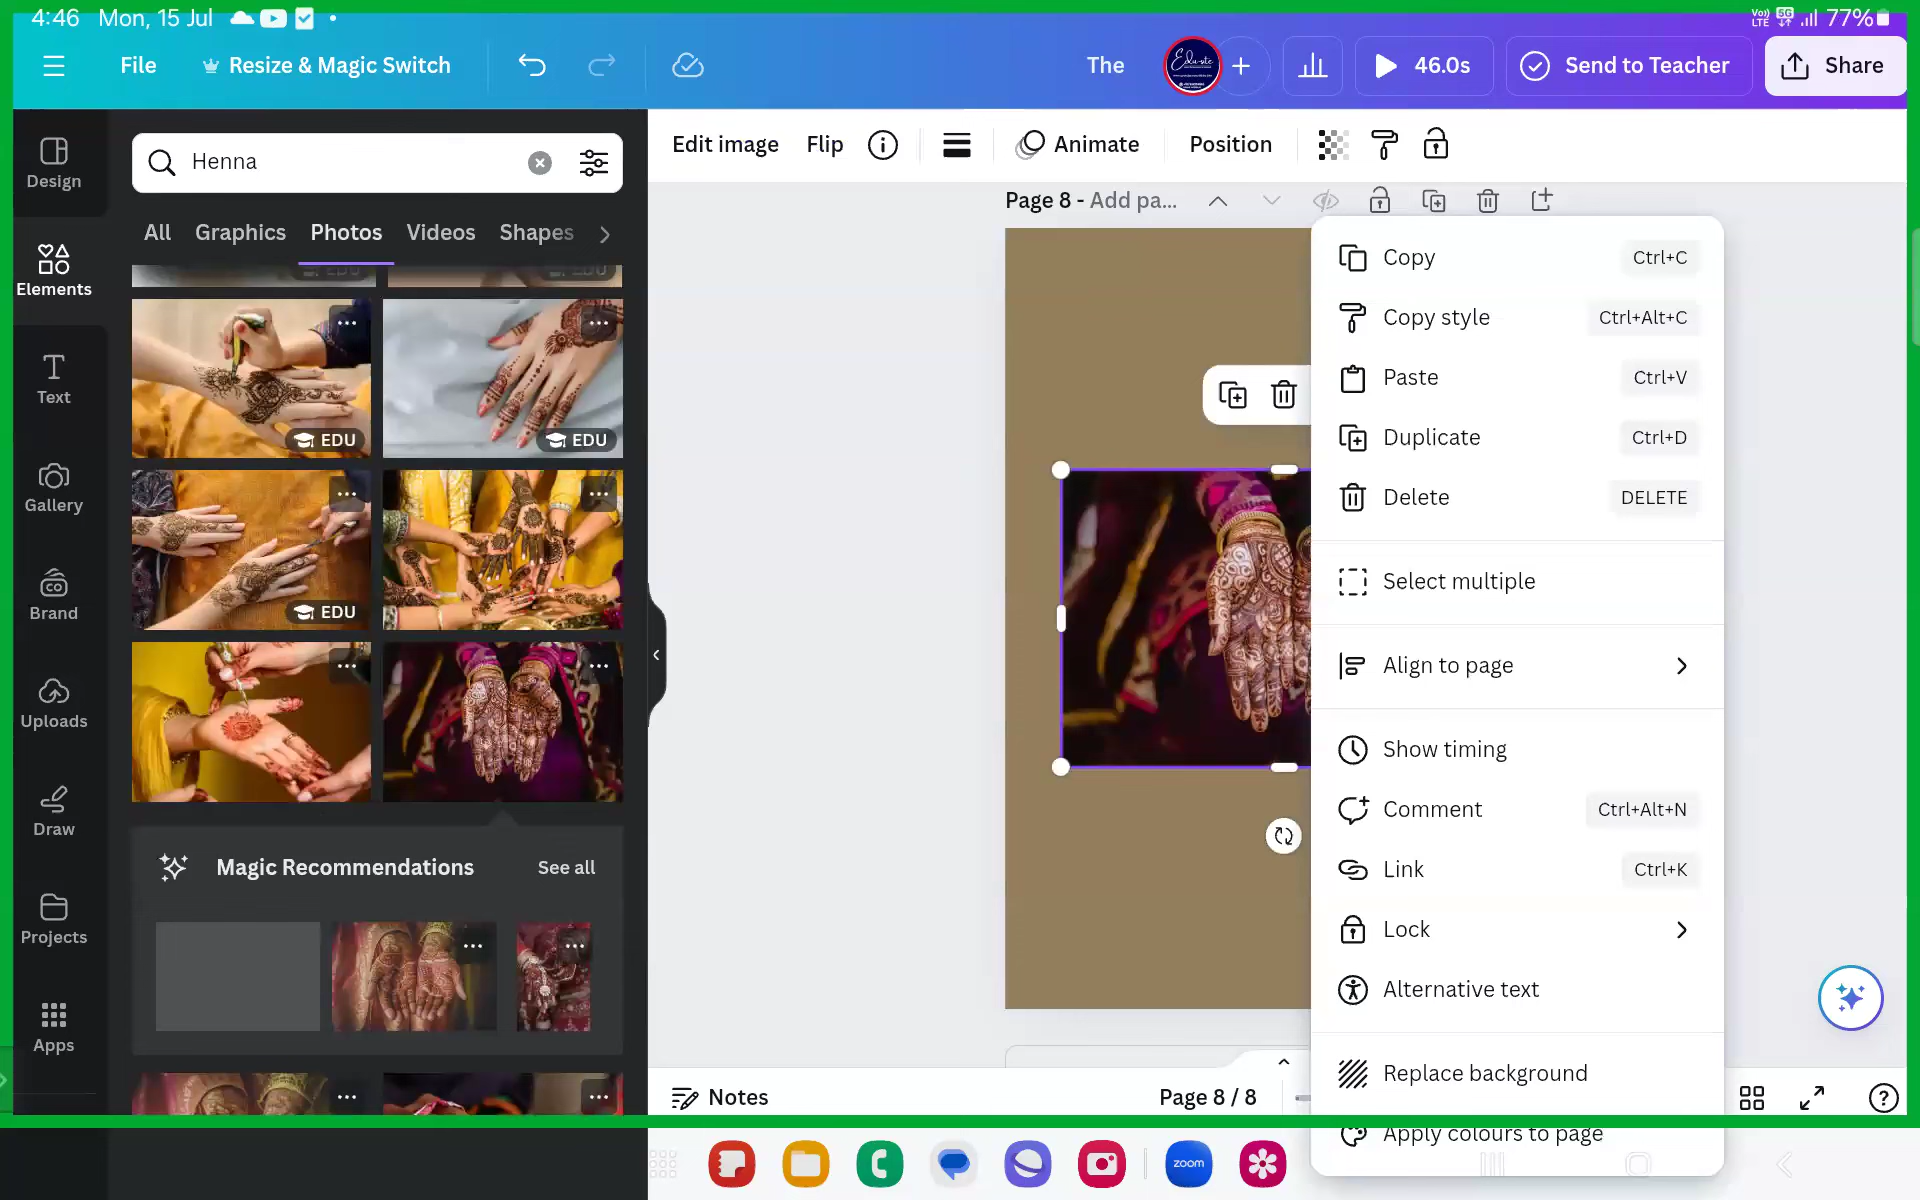 4:46 Mon, 15 Jul
Vo)) LTE 5G 77%
File Resize & Magic Switch The 46.0s Send to Teacher Share
Design
Elements
Text
Gallery
Brand
Uploads
Draw
Projects
Apps
Henna
All Graphics Photos Videos Shapes
EDU
EDU
EDU
EDU
Magic Recommendations See all
Edit image Flip Animate Position
Page 8 - Add pa...
Copy Ctrl+C
Copy style Ctrl+Alt+C
Paste Ctrl+V
Duplicate Ctrl+D
Delete DELETE
Select multiple
Align to page
Show timing
Comment Ctrl+Alt+N
Link Ctrl+K
Lock
Alternative text
Replace background
Apply colours to page
Notes Page 8 / 8
zoom